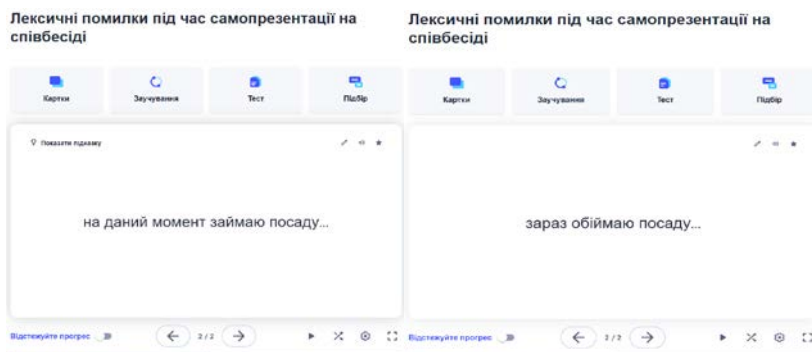 Лексичні помилки під час самопрезентації на
співбесіді
Картки
Заучування
Тест
Підбір
Показати підказку
на даний момент займаю посаду...
Відстежуйте прогрес
2 / 2
Лексичні помилки під час самопрезентації на
співбесіді
Картки
Заучування
Тест
Підбір
зараз обіймаю посаду...
Відстежуйте прогрес
2 / 2